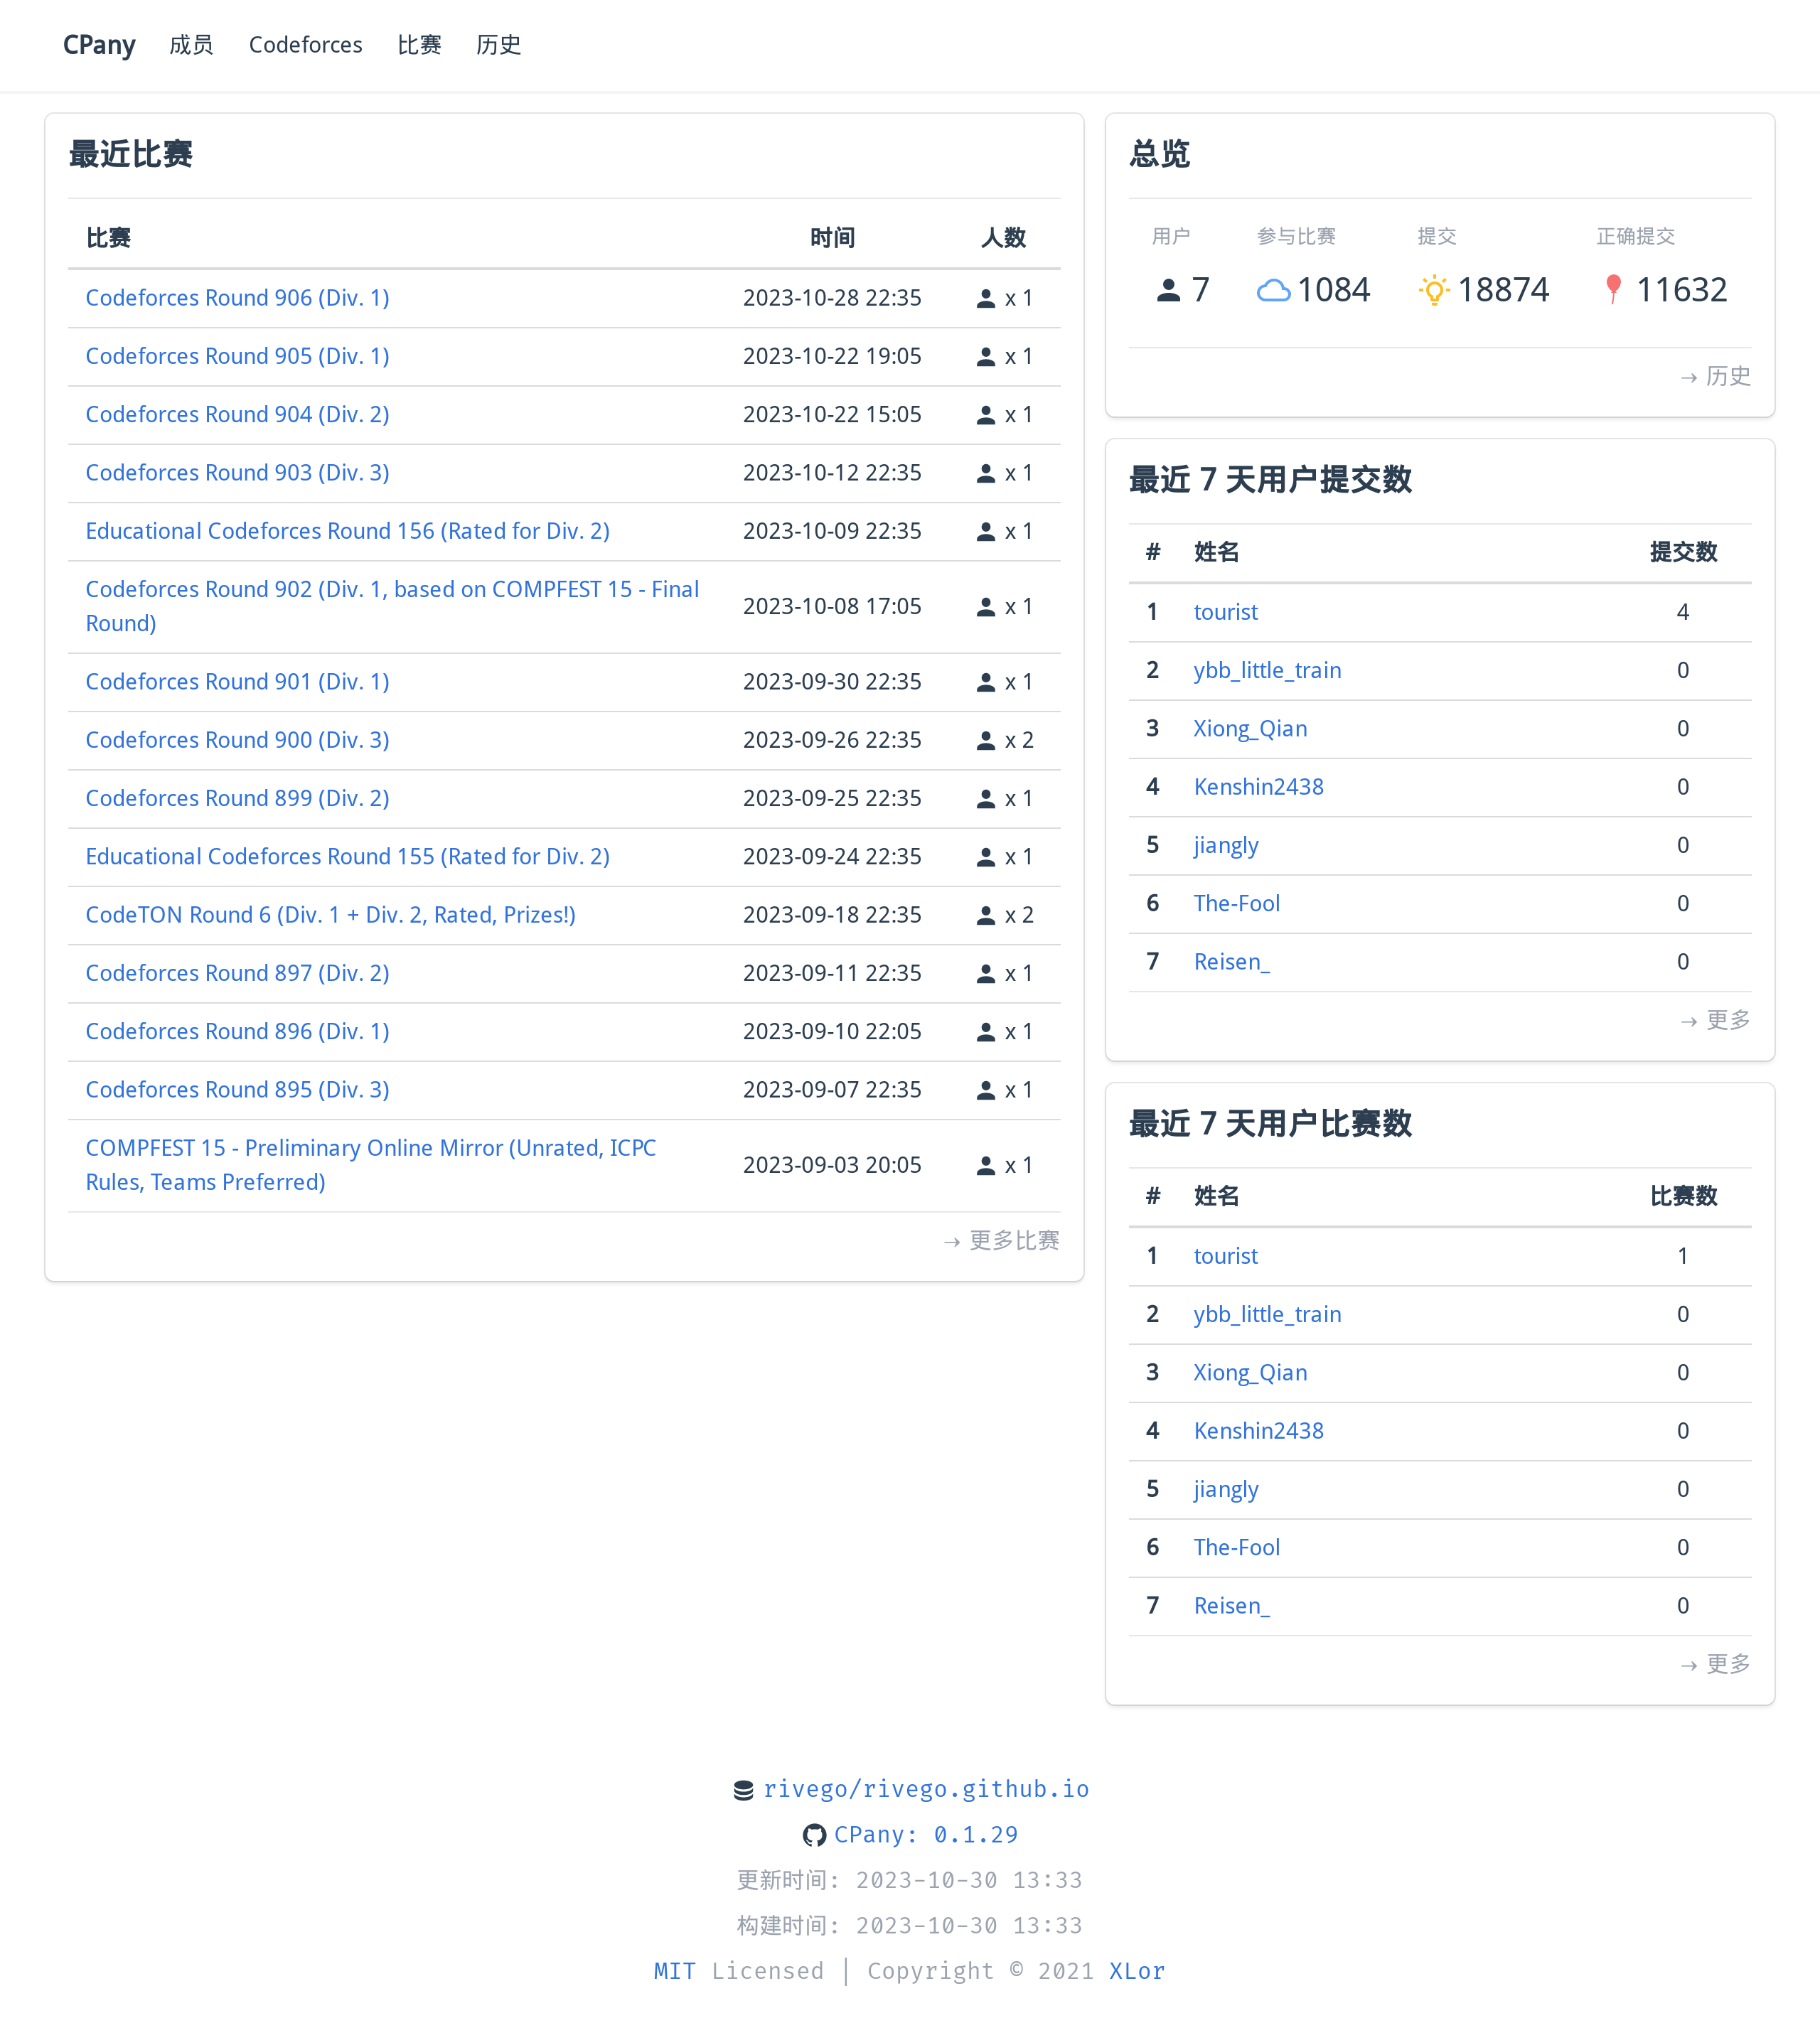 CPany 成员 Codeforces 比赛 历史
最近比赛
比赛 时间 人数
Codeforces Round 906 (Div. 1) 2023-10-28 22:35 x 1
Codeforces Round 905 (Div. 1) 2023-10-22 19:05 x 1
Codeforces Round 904 (Div. 2) 2023-10-22 15:05 x 1
Codeforces Round 903 (Div. 3) 2023-10-12 22:35 x 1
Educational Codeforces Round 156 (Rated for Div. 2) 2023-10-09 22:35 x 1
Codeforces Round 902 (Div. 1, based on COMPFEST 15 - Final
Round) 2023-10-08 17:05 x 1
Codeforces Round 901 (Div. 1) 2023-09-30 22:35 x 1
Codeforces Round 900 (Div. 3) 2023-09-26 22:35 x 2
Codeforces Round 899 (Div. 2) 2023-09-25 22:35 x 1
Educational Codeforces Round 155 (Rated for Div. 2) 2023-09-24 22:35 x 1
CodeTON Round 6 (Div. 1 + Div. 2, Rated, Prizes!) 2023-09-18 22:35 x 2
Codeforces Round 897 (Div. 2) 2023-09-11 22:35 x 1
Codeforces Round 896 (Div. 1) 2023-09-10 22:05 x 1
Codeforces Round 895 (Div. 3) 2023-09-07 22:35 x 1
COMPFEST 15 - Preliminary Online Mirror (Unrated, ICPC
Rules, Teams Preferred) 2023-09-03 20:05 x 1
→ 更多比赛
总览
用户 参与比赛 提交 正确提交
7 1084 18874 11632
→ 历史
最近 7 天用户提交数
# 姓名 提交数
1 tourist 4
2 ybb_little_train 0
3 Xiong_Qian 0
4 Kenshin2438 0
5 jiangly 0
6 The-Fool 0
7 Reisen_ 0
→ 更多
最近 7 天用户比赛数
# 姓名 比赛数
1 tourist 1
2 ybb_little_train 0
3 Xiong_Qian 0
4 Kenshin2438 0
5 jiangly 0
6 The-Fool 0
7 Reisen_ 0
→ 更多
rivego/rivego.github.io
CPany: 0.1.29
更新时间: 2023-10-30 13:33
构建时间: 2023-10-30 13:33
MIT Licensed | Copyright © 2021 XLor